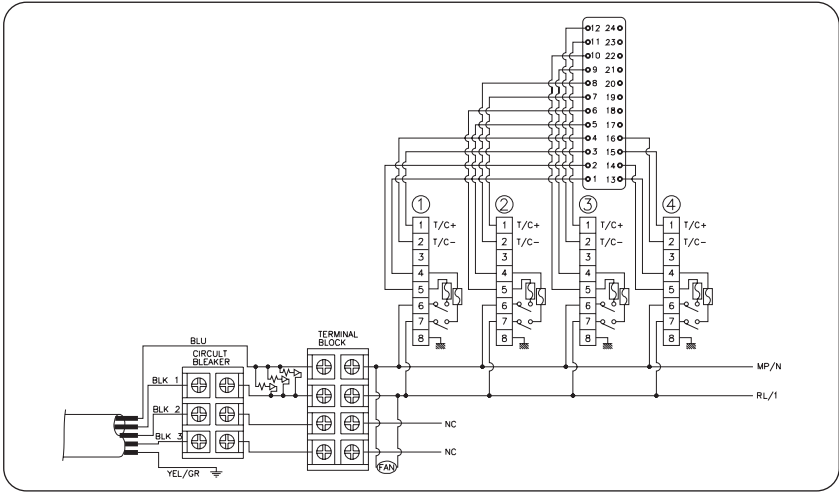 12 24
11 23
10 22
9 21
8 20
7 19
6 18
5 17
4 16
3 15
2 14
1 13
① ② ③ ④
1 T/C+ 1 T/C+ 1 T/C+ 1 T/C+
2 T/C- 2 T/C- 2 T/C- 2 T/C-
3 3 3 3
4 4 4 4
5 5 5 5
6 6 6 6
7 7 7 7
8 8 8 8
BLU
CIRCULT
BLEAKER
TERMINAL
BLOCK
MP/N
BLK 1
RL/1
BLK 2
NC
BLK 3
NC
YEL/GR
FAN